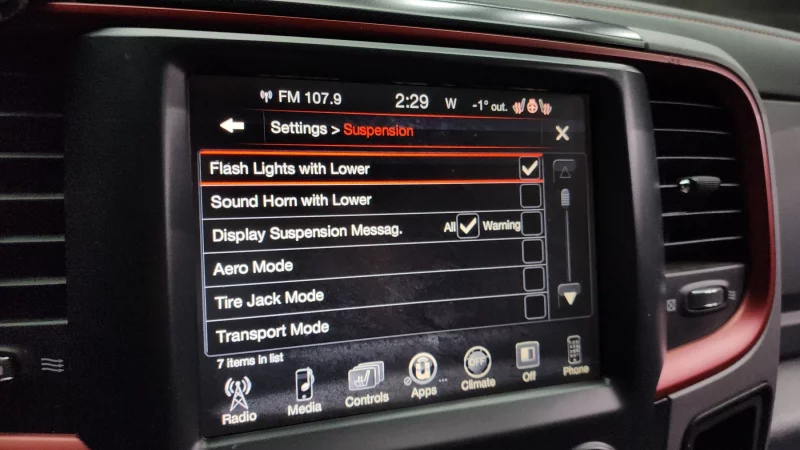 FM 107.9 2:29 W -1° out.
Settings > Suspension
Flash Lights with Lower
Sound Horn with Lower
Display Suspension Messag. All Warning
Aero Mode
Tire Jack Mode
Transport Mode
7 items in list
Radio Media Controls Apps Climate Off Phone
OFF